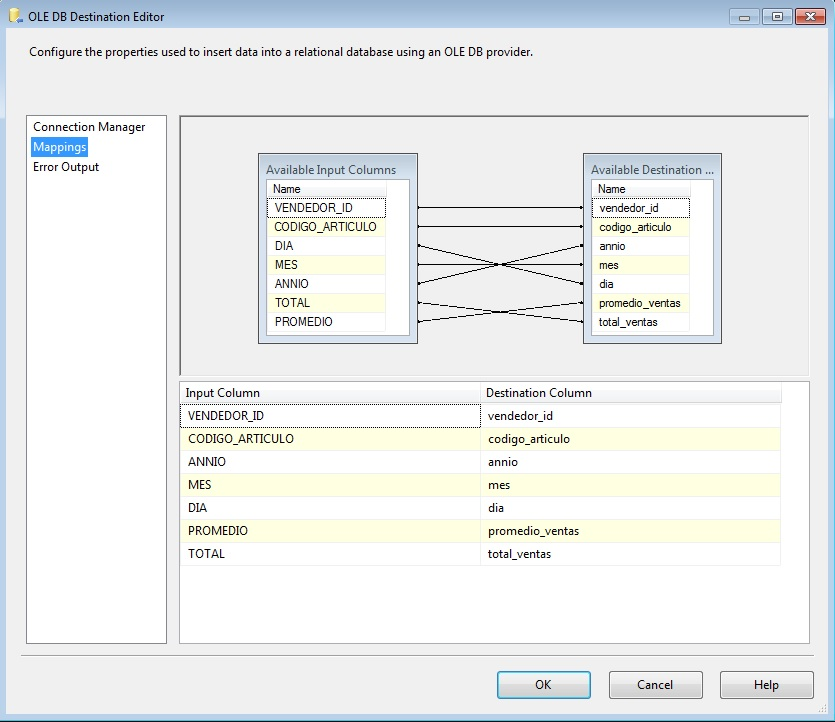 OLE DB Destination Editor
Configure the properties used to insert data into a relational database using an OLE DB provider.
Connection Manager
Mappings
Error Output
Available Input Columns
Name
VENDEDOR_ID
CODIGO_ARTICULO
DIA
MES
ANNIO
TOTAL
PROMEDIO
Available Destination ...
Name
vendedor_id
codigo_articulo
annio
mes
dia
promedio_ventas
total_ventas
Input Column Destination Column
VENDEDOR_ID vendedor_id
CODIGO_ARTICULO codigo_articulo
ANNIO annio
MES mes
DIA dia
PROMEDIO promedio_ventas
TOTAL total_ventas
OK Cancel Help